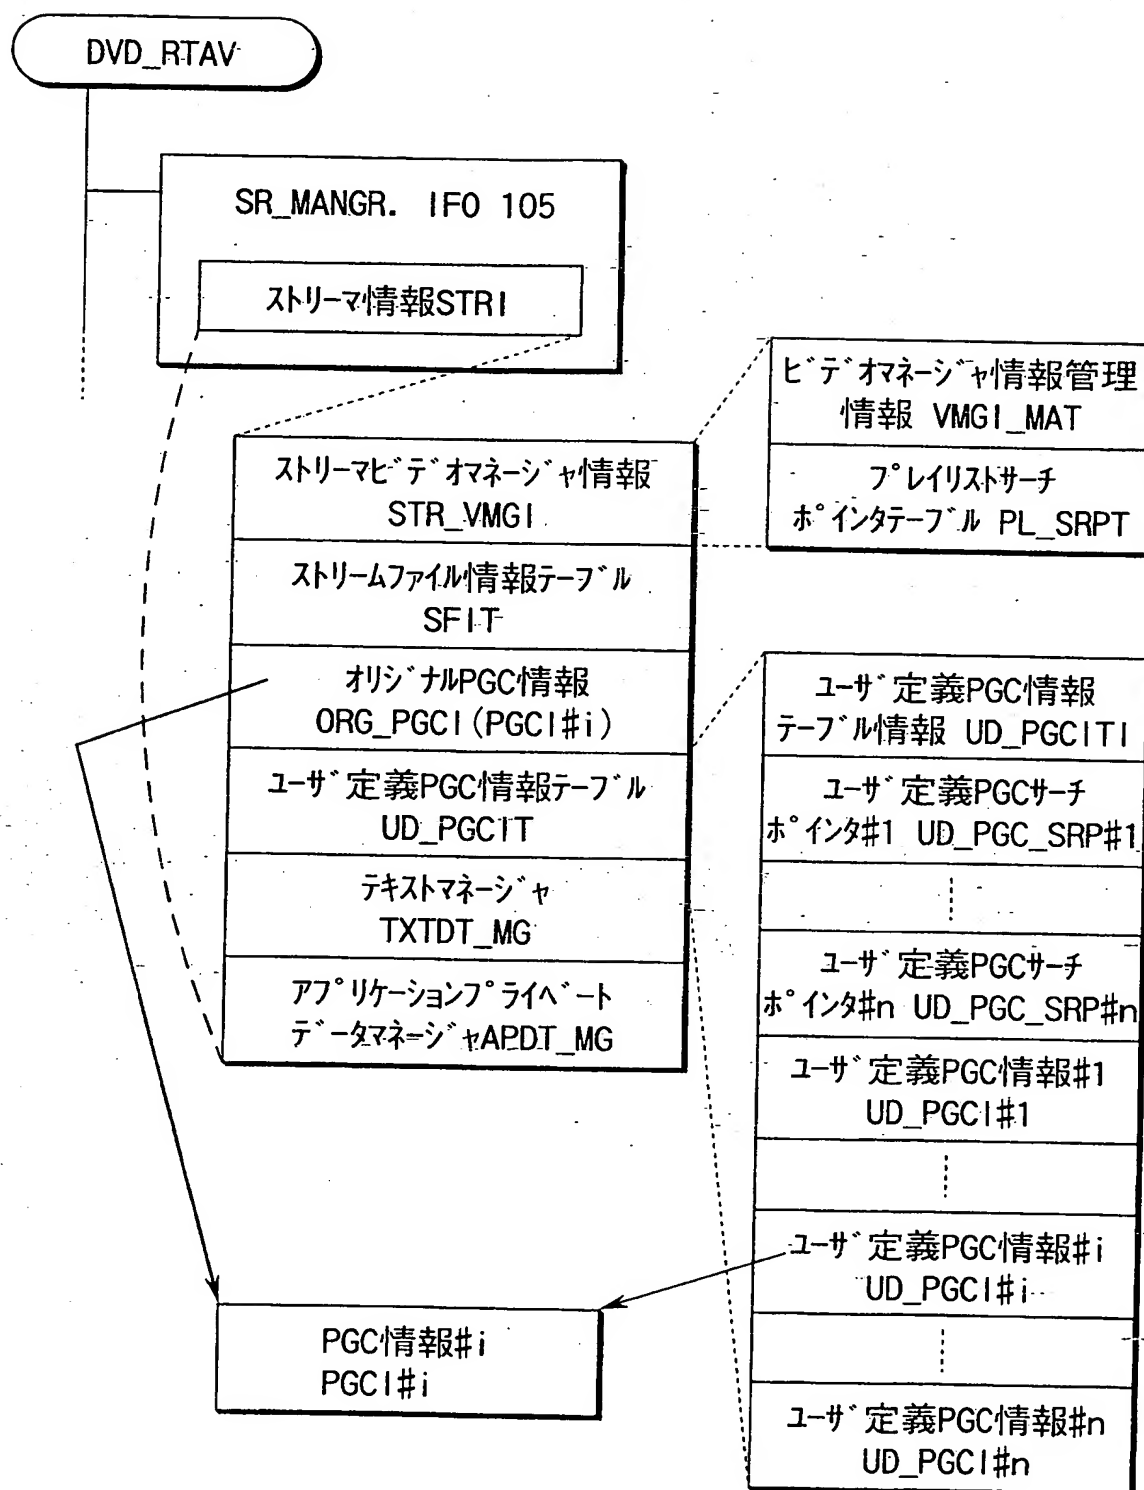 DVD_RTAV
SR_MANGR. IFO 105
ストリーマ情報STRI
ビデオマネージャ情報管理
情報 VMGI_MAT
プレイリストサーチ
ポインタテーブル PL_SRPT
ストリーマビデオマネージャ情報
STR_VMGI
ストリームファイル情報テーブル
SFIT
オリジナルPGC情報
ORG_PGCI(PGCI#i)
ユーザ定義PGC情報テーブル
UD_PGCIT
テキストマネージャ
TXTDT_MG
アプリケーションプライベート
データマネージャAPDT_MG
ユーザ定義PGC情報
テーブル情報 UD_PGCITI
ユーザ定義PGCサーチ
ポインタ#1 UD_PGC_SRP#1
ユーザ定義PGCサーチ
ポインタ#n UD_PGC_SRP#n
ユーザ定義PGC情報#1
UD_PGCI#1
ユーザ定義PGC情報#i
UD_PGCI#i
ユーザ定義PGC情報#n
UD_PGCI#n
PGC情報#i
PGCI#i